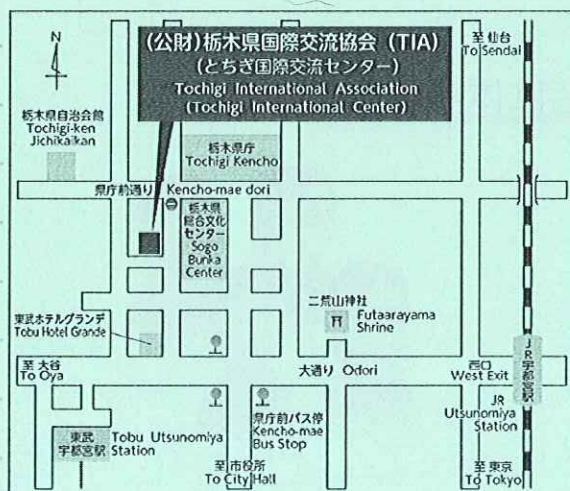 (公財)栃木県国際交流協会 (TIA)
(とちぎ国際交流センター)
Tochigi International Association
(Tochigi International Center)
至 仙台
To Sendai
N
栃木県自治会館
Tochigi-ken
Jichikaikan
栃木県庁
Tochigi Kencho
県庁前通り Kencho-mae dori
栃木県
総合文化
センター
Sogo
Bunka
Center
東武ホテルグランデ
Tobu Hotel Grande
二荒山神社
Futaarayama
Shrine
至 大谷
To Oya
大通り Odori
西口
West Exit
JR宇都宮駅
JR
Utsunomiya
Station
県庁前バス停
Kencho-mae
Bus Stop
東武
宇都宮駅
Tobu Utsunomiya
Station
至 市役所
To City Hall
至 東京
To Tokyo